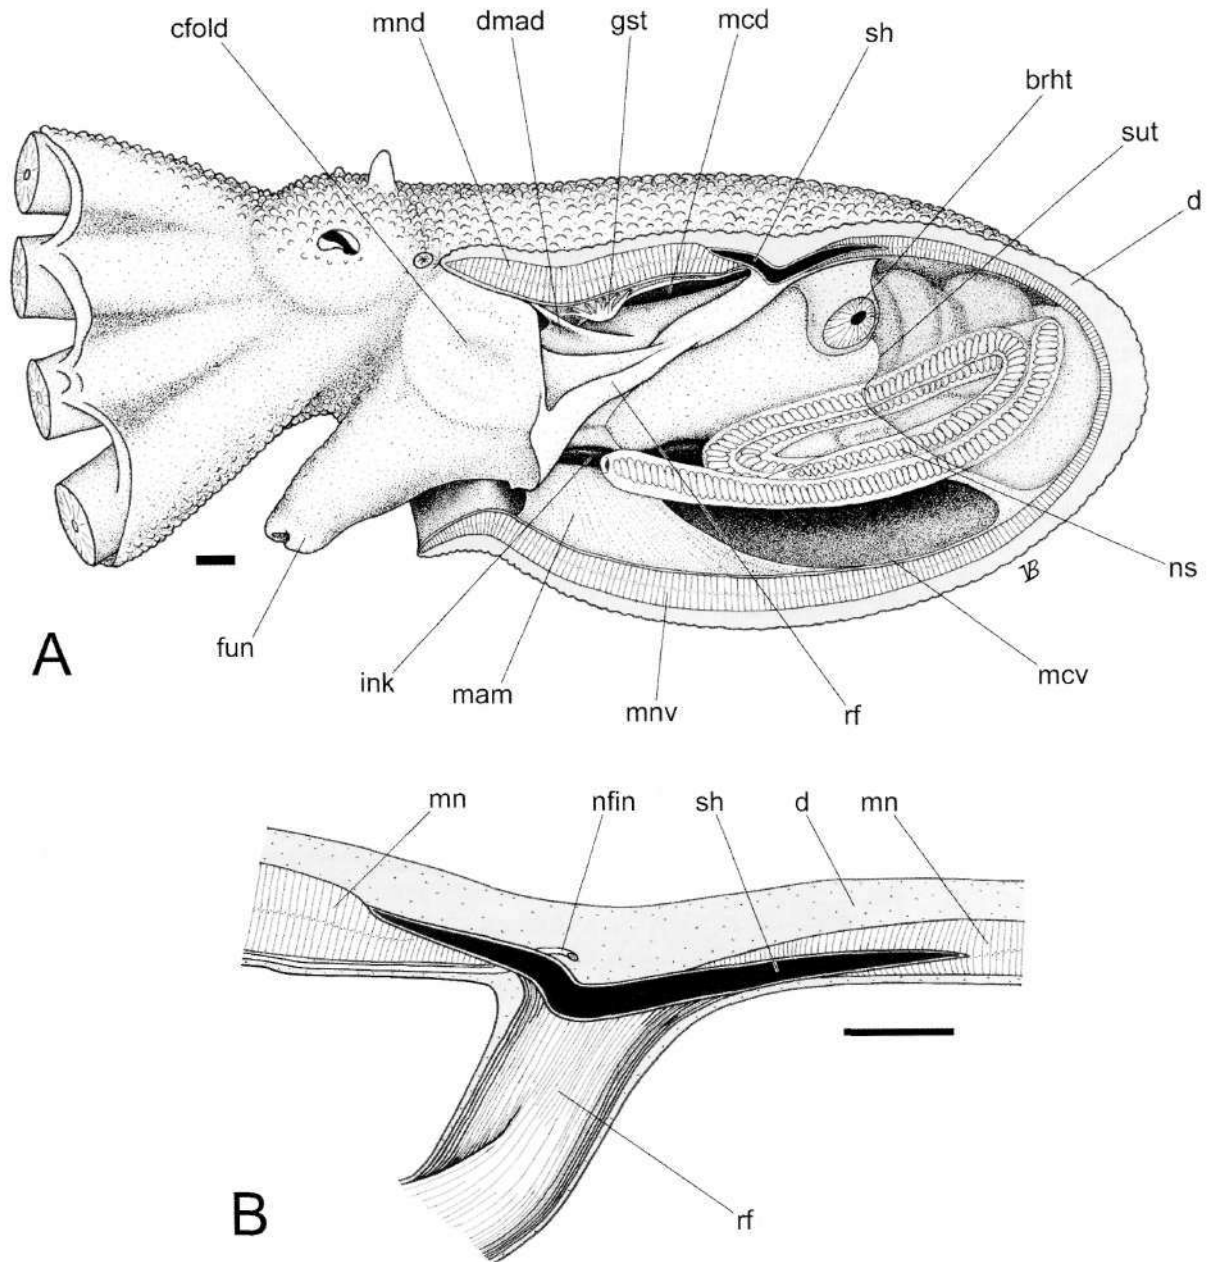 cfold mnd dmad gst mcd sh
brht
sut
d
ns
mcv
rf
mnv
mam
ink
fun
A
mn nfin sh d mn
rf
B